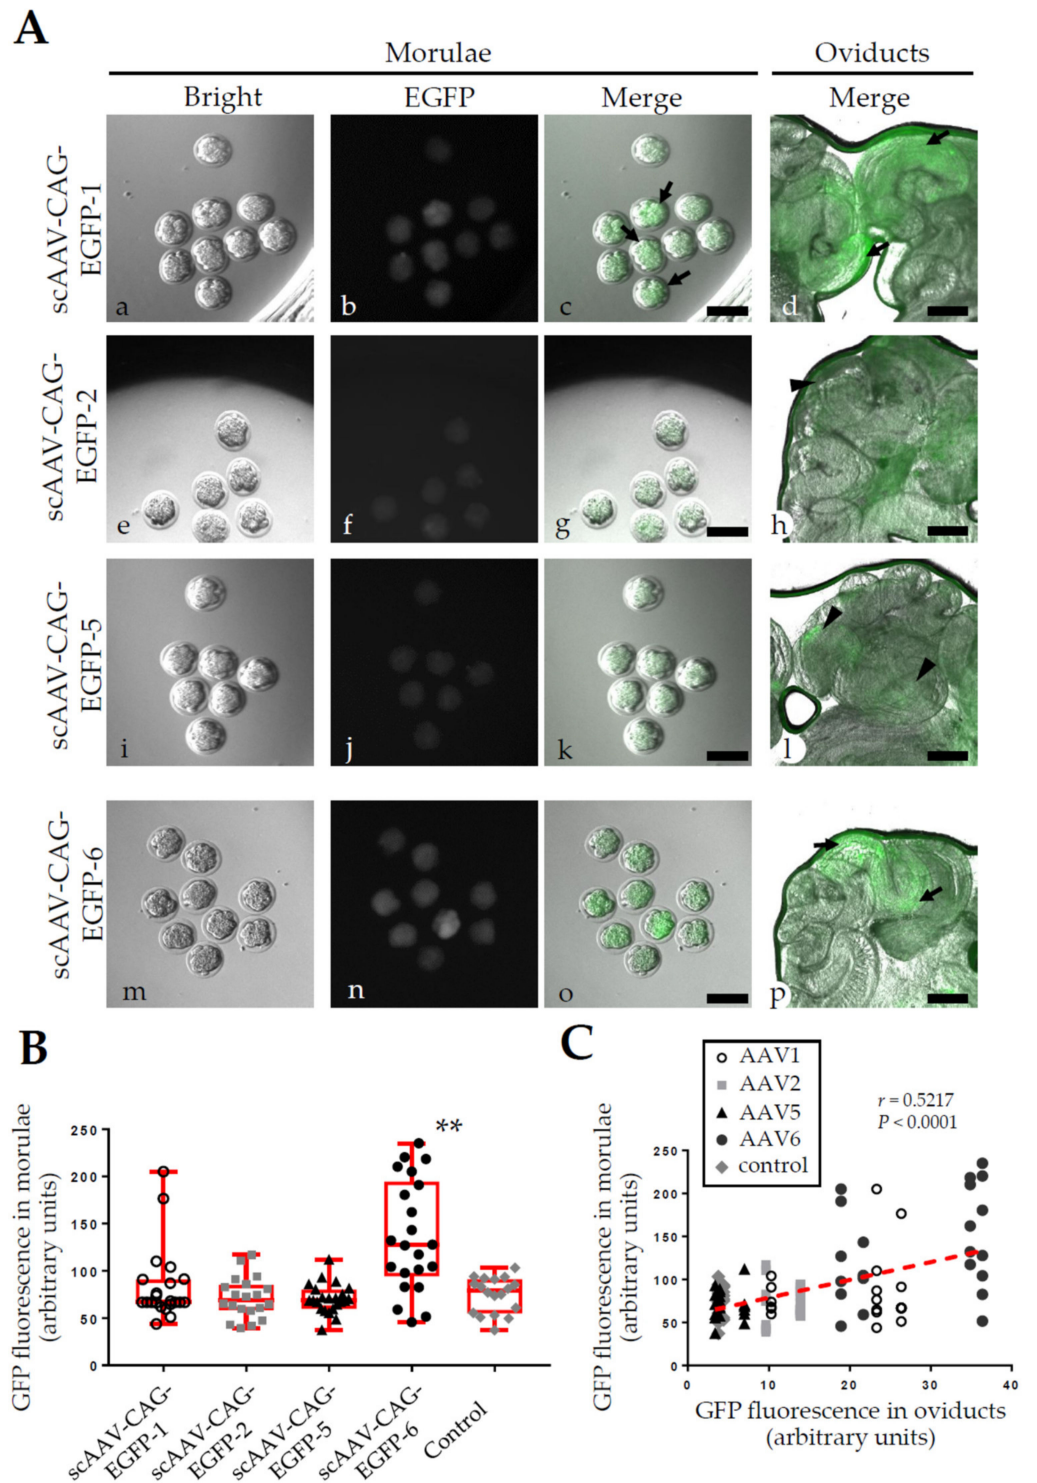 A
Morulae
Oviducts
Bright
EGFP
Merge
Merge
scAAV-CAG-
EGFP-1
a
b
c
d
scAAV-CAG-
EGFP-2
e
f
g
h
scAAV-CAG-
EGFP-5
i
j
k
l
scAAV-CAG-
EGFP-6
m
n
o
p
B
GFP fluorescence in morulae
(arbitrary units)
250
200
150
100
50
0
**
scAAV-CAG-
EGFP-1
scAAV-CAG-
EGFP-2
scAAV-CAG-
EGFP-5
scAAV-CAG-
EGFP-6
Control
C
AAV1
AAV2
AAV5
AAV6
control
r = 0.5217
P < 0.0001
GFP fluorescence in morulae
(arbitrary units)
250
200
150
100
50
0
0
10
20
30
40
GFP fluorescence in oviducts
(arbitrary units)